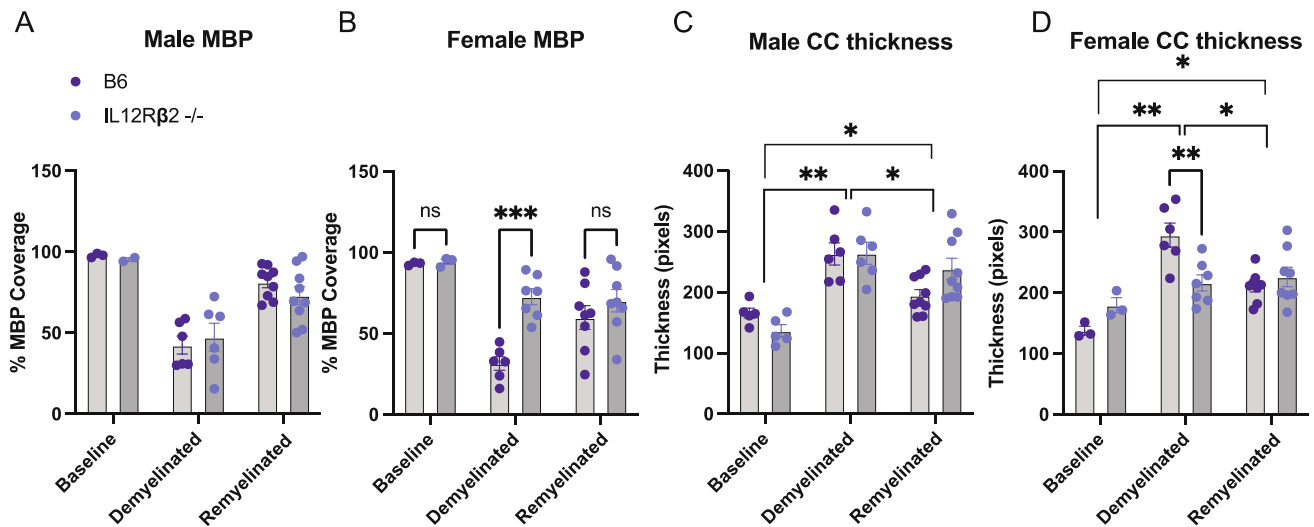 A
Male MBP
B6
IL12Rβ2 -/-
% MBP Coverage
150
100
50
0
Baseline
Demyelinated
Remyelinated
B
Female MBP
% MBP Coverage
150
100
50
0
ns
***
ns
Baseline
Demyelinated
Remyelinated
C
Male CC thickness
Thickness (pixels)
400
300
200
100
0
*
**
*
Baseline
Demyelinated
Remyelinated
D
Female CC thickness
Thickness (pixels)
400
300
200
100
0
*
**
*
**
Baseline
Demyelinated
Remyelinated